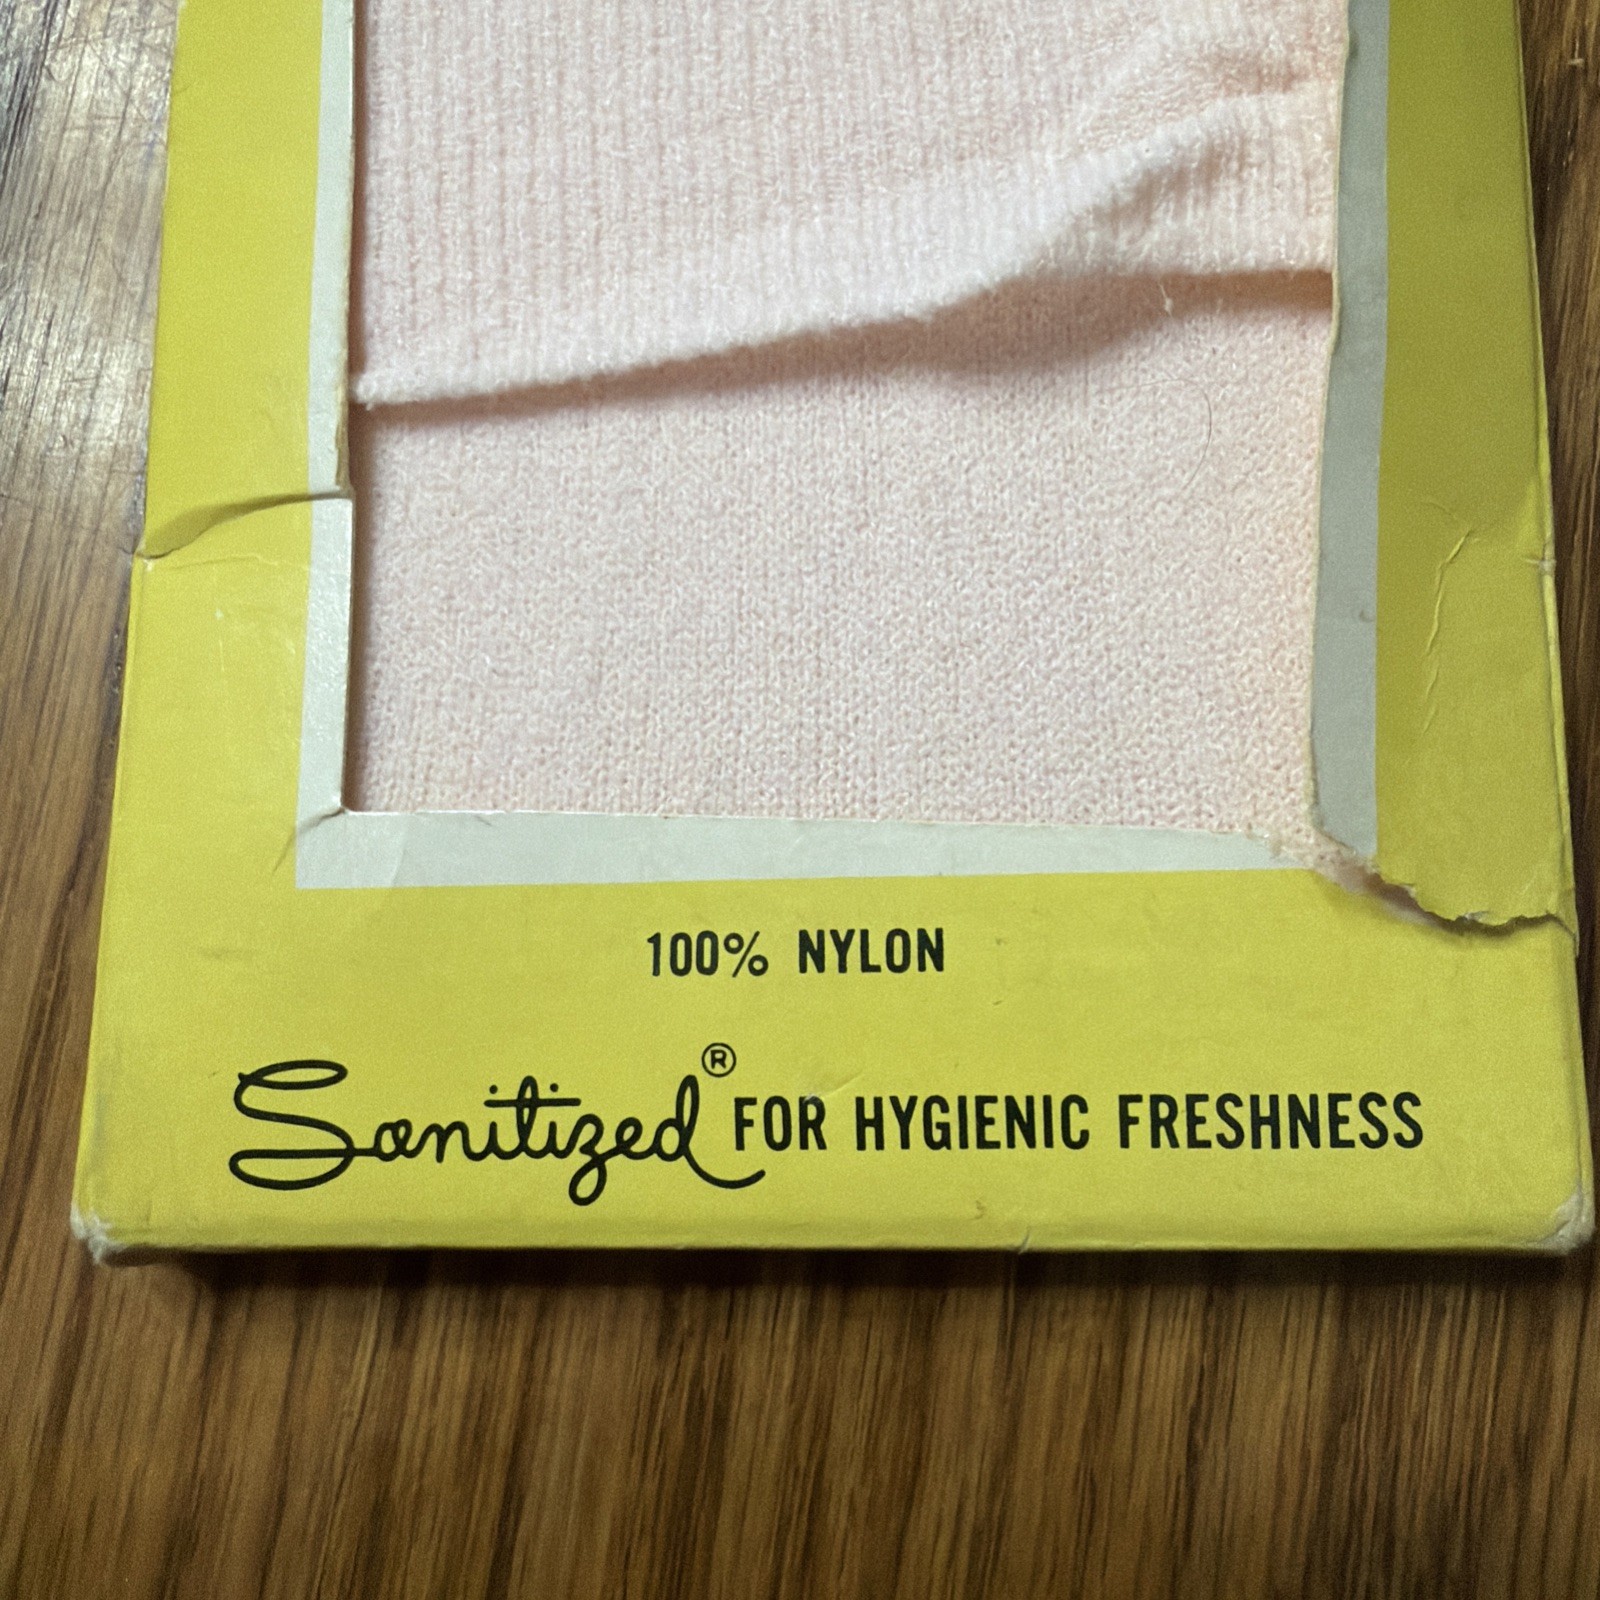 100% NYLON
Sanitized® FOR HYGIENIC FRESHNESS